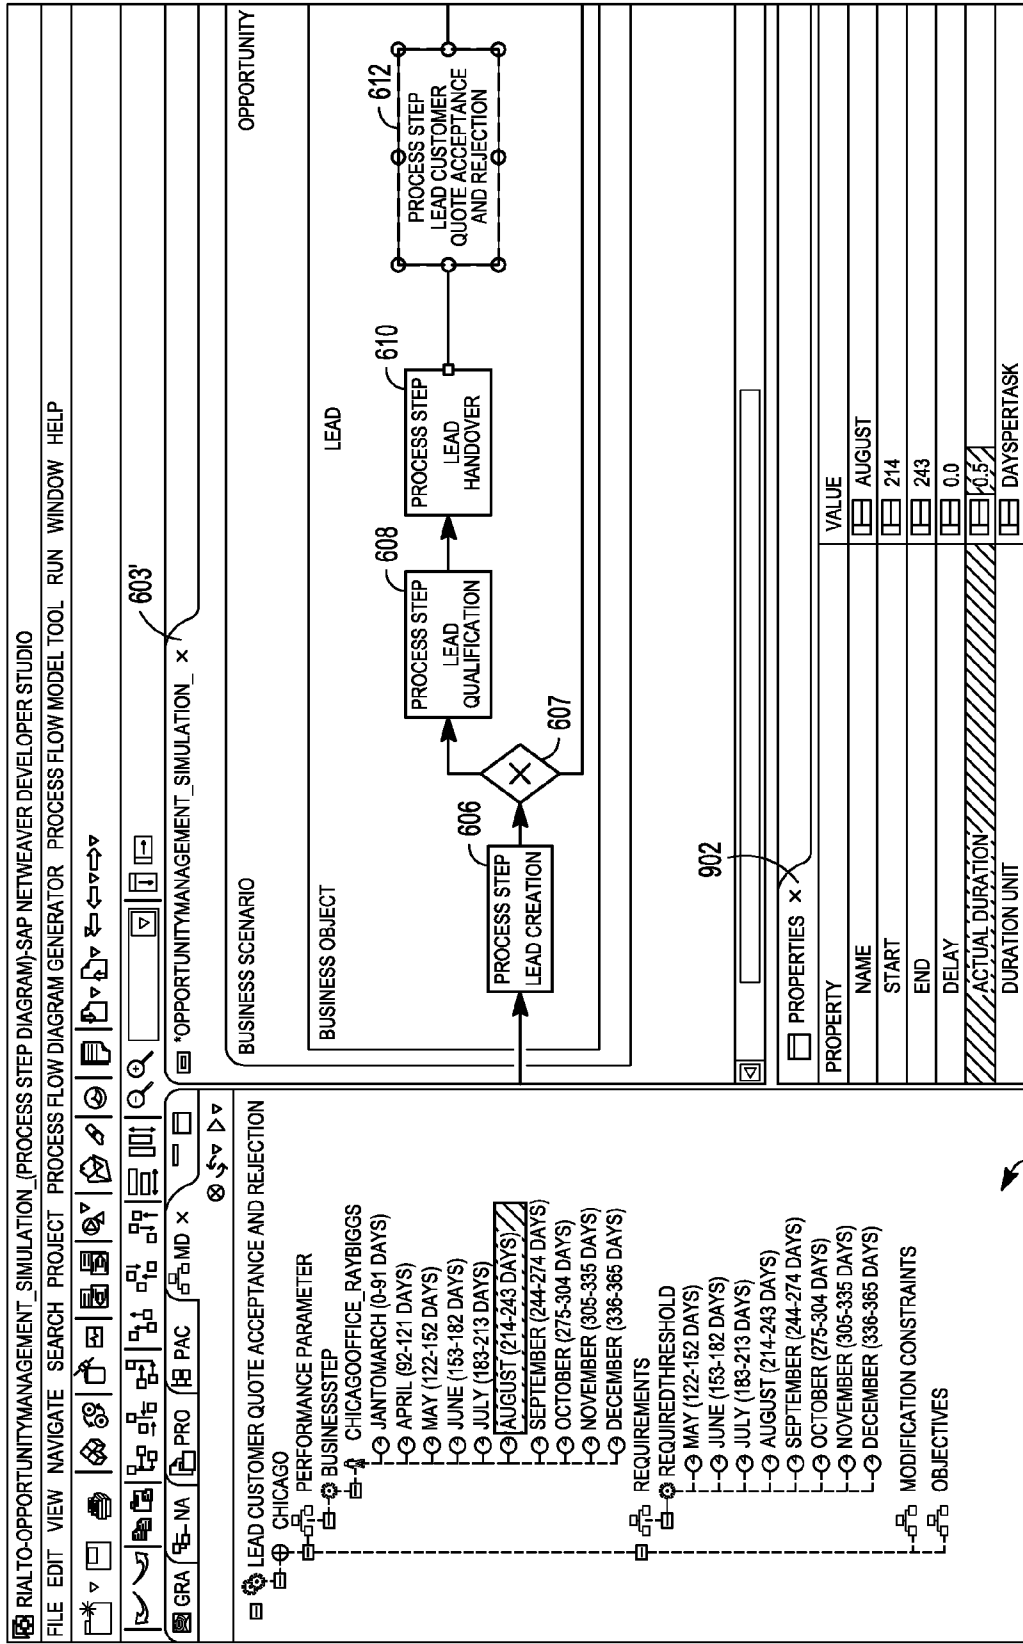 RIALTO-OPPORTUNITYMANAGEMENT_SIMULATION_(PROCESS STEP DIAGRAM)-SAP NETWEAVER DEVELOPER STUDIO
FILE EDIT VIEW NAVIGATE SEARCH PROJECT PROCESS FLOW DIAGRAM GENERATOR PROCESS FLOW MODEL TOOL RUN WINDOW HELP
GRA
NA
PRO
PAC
MD ×
LEAD CUSTOMER QUOTE ACCEPTANCE AND REJECTION
CHICAGO
PERFORMANCE PARAMETER
BUSINESSSTEP
CHICAGOOFFICE_RAYBIGGS
JANTOMARCH (0-91 DAYS)
APRIL (92-121 DAYS)
MAY (122-152 DAYS)
JUNE (153-182 DAYS)
JULY (183-213 DAYS)
AUGUST (214-243 DAYS)
SEPTEMBER (244-274 DAYS)
OCTOBER (275-304 DAYS)
NOVEMBER (305-335 DAYS)
DECEMBER (336-365 DAYS)
REQUIREMENTS
REQUIREDTHRESHOLD
MAY (122-152 DAYS)
JUNE (153-182 DAYS)
JULY (183-213 DAYS)
AUGUST (214-243 DAYS)
SEPTEMBER (244-274 DAYS)
OCTOBER (275-304 DAYS)
NOVEMBER (305-335 DAYS)
DECEMBER (336-365 DAYS)
MODIFICATION CONSTRAINTS
OBJECTIVES
*OPPORTUNITYMANAGEMENT_SIMULATION_ ×
603'
BUSINESS SCENARIO
OPPORTUNITY
BUSINESS OBJECT
LEAD
PROCESS STEP
LEAD CREATION
606
607
PROCESS STEP
LEAD
QUALIFICATION
608
PROCESS STEP
LEAD
HANDOVER
610
PROCESS STEP
LEAD CUSTOMER
QUOTE ACCEPTANCE
AND REJECTION
612
902
PROPERTIES ×
PROPERTY VALUE
NAME AUGUST
START 214
END 243
DELAY 0.0
ACTUAL DURATION 0.5
DURATION UNIT DAYSPERTASK